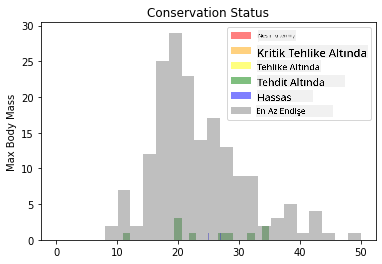 Conservation Status
Max Body Mass
30
25
20
15
10
5
0
0 10 20 30 40 50
Kritik Tehlike Altında
Tehlike Altında
Tehdit Altında
Hassas
En Az Endişe